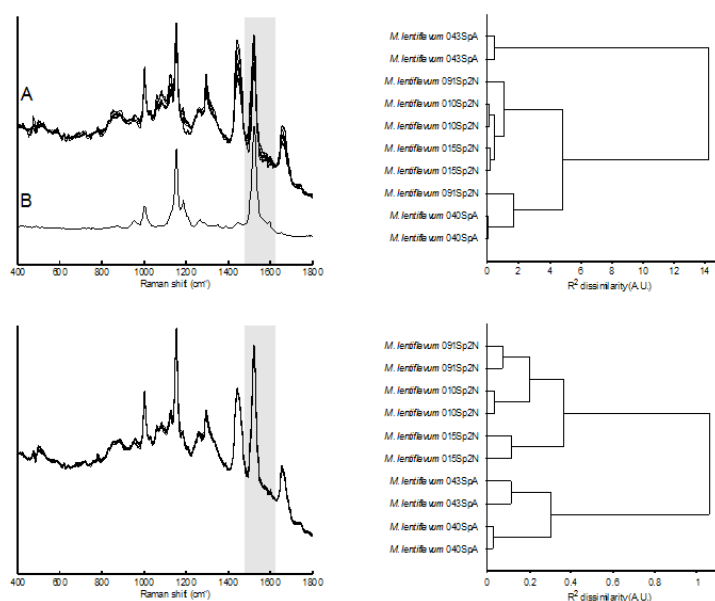 A
B
400 600 800 1000 1200 1400 1600 1800
Raman shift (cm⁻¹)
M. lentiflavum 043SpA
M. lentiflavum 043SpA
M. lentiflavum 091Sp2N
M. lentiflavum 010Sp2N
M. lentiflavum 010Sp2N
M. lentiflavum 015Sp2N
M. lentiflavum 015Sp2N
M. lentiflavum 091Sp2N
M. lentiflavum 040SpA
M. lentiflavum 040SpA
0 2 4 6 8 10 12 14
R² dissimilarity (A.U.)
400 600 800 1000 1200 1400 1600 1800
Raman shift (cm⁻¹)
M. lentiflavum 091Sp2N
M. lentiflavum 091Sp2N
M. lentiflavum 010Sp2N
M. lentiflavum 010Sp2N
M. lentiflavum 015Sp2N
M. lentiflavum 015Sp2N
M. lentiflavum 043SpA
M. lentiflavum 043SpA
M. lentiflavum 040SpA
M. lentiflavum 040SpA
0 0.2 0.4 0.6 0.8 1
R² dissimilarity (A.U.)